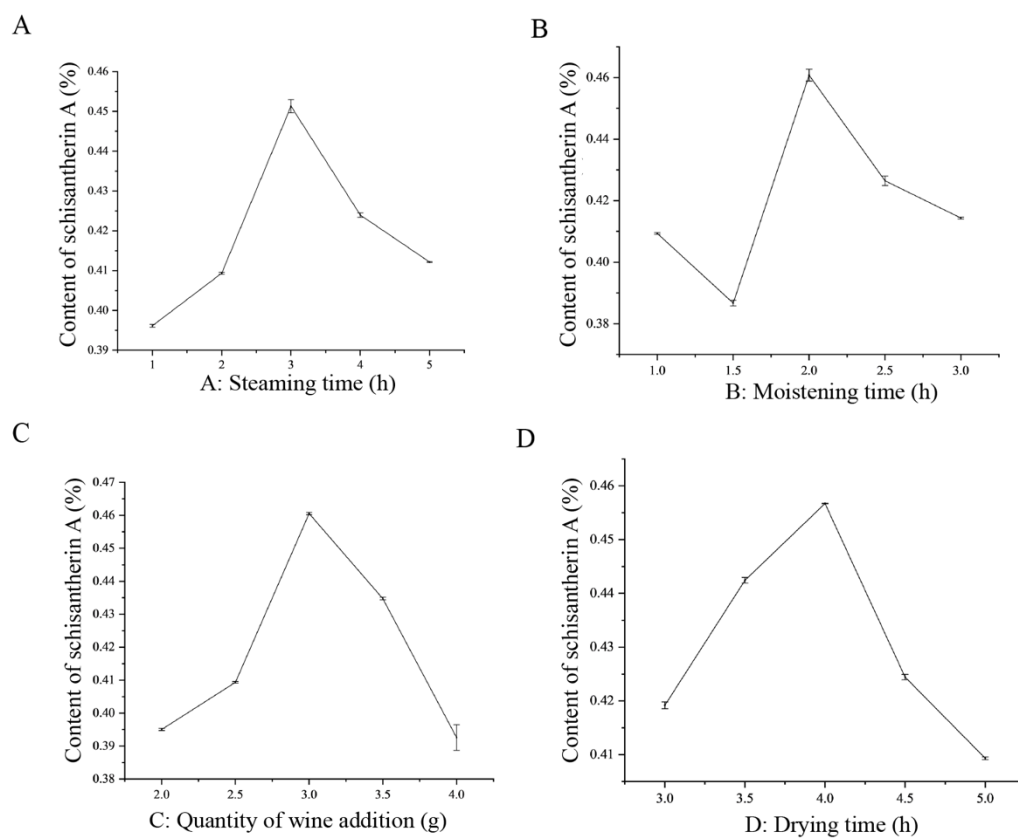 A
Content of schisantherin A (%)
0.46
0.45
0.44
0.43
0.42
0.41
0.40
0.39
1 2 3 4 5
A: Steaming time (h)
B
Content of schisantherin A (%)
0.46
0.44
0.42
0.40
0.38
1.0 1.5 2.0 2.5 3.0
B: Moistening time (h)
C
Content of schisantherin A (%)
0.47
0.46
0.45
0.44
0.43
0.42
0.41
0.40
0.39
0.38
2.0 2.5 3.0 3.5 4.0
C: Quantity of wine addition (g)
D
Content of schisantherin A (%)
0.46
0.45
0.44
0.43
0.42
0.41
3.0 3.5 4.0 4.5 5.0
D: Drying time (h)